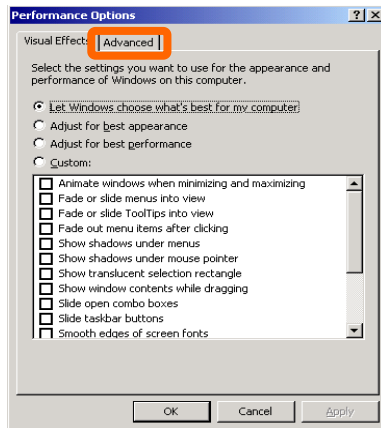 Performance Options
Visual Effects
Advanced
Select the settings you want to use for the appearance and
performance of Windows on this computer.
Let Windows choose what's best for my computer
Adjust for best appearance
Adjust for best performance
Custom:
Animate windows when minimizing and maximizing
Fade or slide menus into view
Fade or slide ToolTips into view
Fade out menu items after clicking
Show shadows under menus
Show shadows under mouse pointer
Show translucent selection rectangle
Show window contents while dragging
Slide open combo boxes
Slide taskbar buttons
Smooth edges of screen fonts
OK
Cancel
Apply